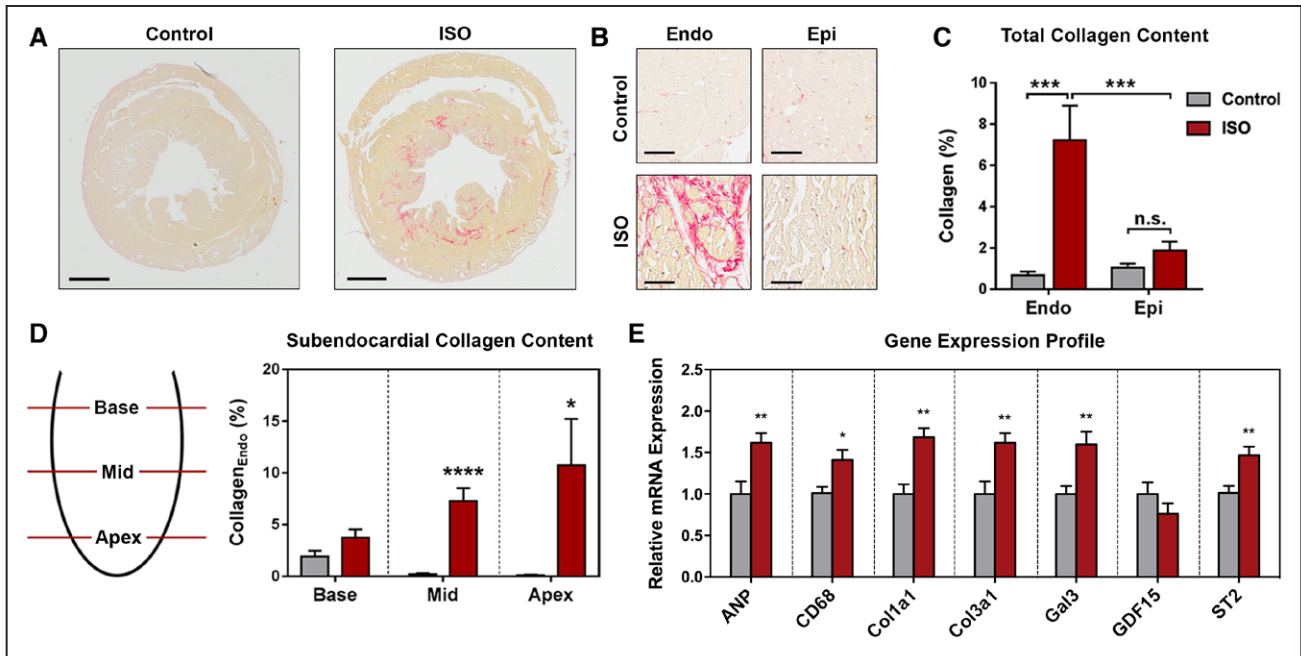 A
Control
ISO
B
Endo
Epi
Control
ISO
C
Total Collagen Content
Collagen (%)
10
8
6
4
2
0
***
***
n.s.
Control
ISO
Endo
Epi
D
Base
Mid
Apex
Subendocardial Collagen Content
CollagenEndo (%)
20
15
10
5
0
****
*
Base
Mid
Apex
E
Gene Expression Profile
Relative mRNA Expression
2.5
2.0
1.5
1.0
0.5
0.0
**
*
**
**
**
**
ANP
CD68
Col1a1
Col3a1
Gal3
GDF15
ST2